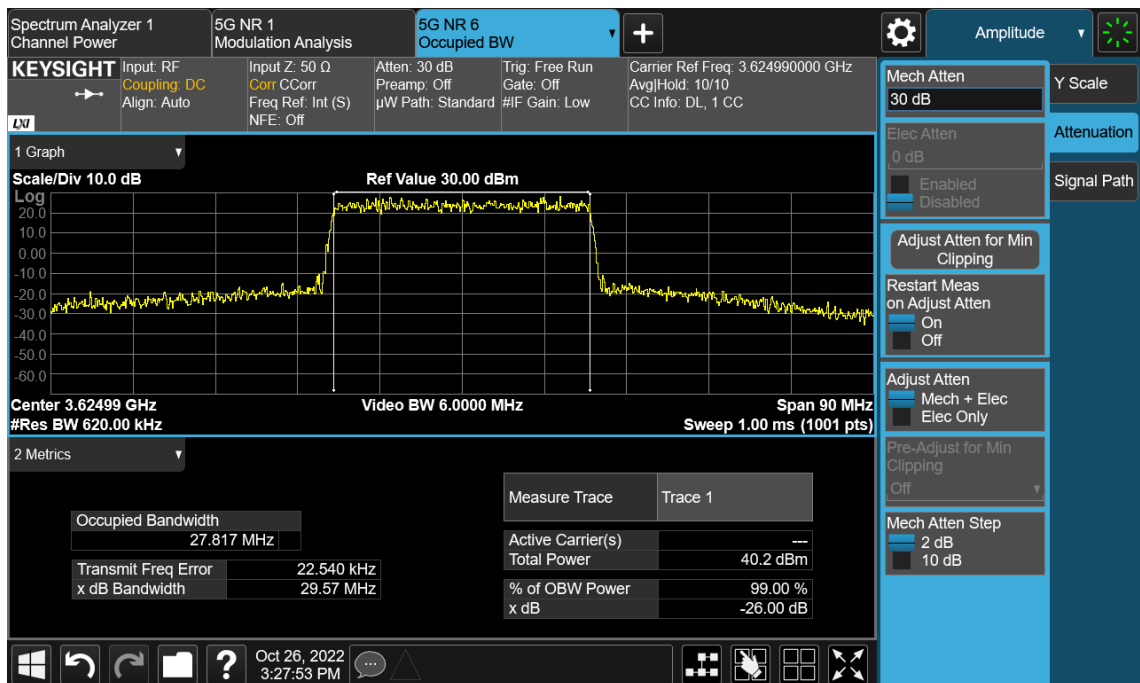 Spectrum Analyzer 1
Channel Power
5G NR 1
Modulation Analysis
5G NR 6
Occupied BW
Amplitude
KEYSIGHT
LXI
Input: RF
Coupling: DC
Align: Auto
Input Z: 50 Ω
Corr CCorr
Freq Ref: Int (S)
NFE: Off
Atten: 30 dB
Preamp: Off
µW Path: Standard
Trig: Free Run
Gate: Off
#IF Gain: Low
Carrier Ref Freq: 3.624990000 GHz
Avg|Hold: 10/10
CC Info: DL, 1 CC
1 Graph
Scale/Div 10.0 dB
Ref Value 30.00 dBm
Log
20.0
10.0
0.00
-10.0
-20.0
-30.0
-40.0
-50.0
-60.0
Center 3.62499 GHz
Video BW 6.0000 MHz
Span 90 MHz
#Res BW 620.00 kHz
Sweep 1.00 ms (1001 pts)
2 Metrics
Occupied Bandwidth
27.817 MHz
Transmit Freq Error 22.540 kHz
x dB Bandwidth 29.57 MHz
Measure Trace Trace 1
Active Carrier(s) ---
Total Power 40.2 dBm
% of OBW Power 99.00 %
x dB -26.00 dB
?
Oct 26, 2022
3:27:53 PM
Mech Atten
30 dB
Elec Atten
0 dB
Enabled
Disabled
Adjust Atten for Min
Clipping
Restart Meas
on Adjust Atten
On
Off
Adjust Atten
Mech + Elec
Elec Only
Pre-Adjust for Min
Clipping
Off
Mech Atten Step
2 dB
10 dB
Y Scale
Attenuation
Signal Path